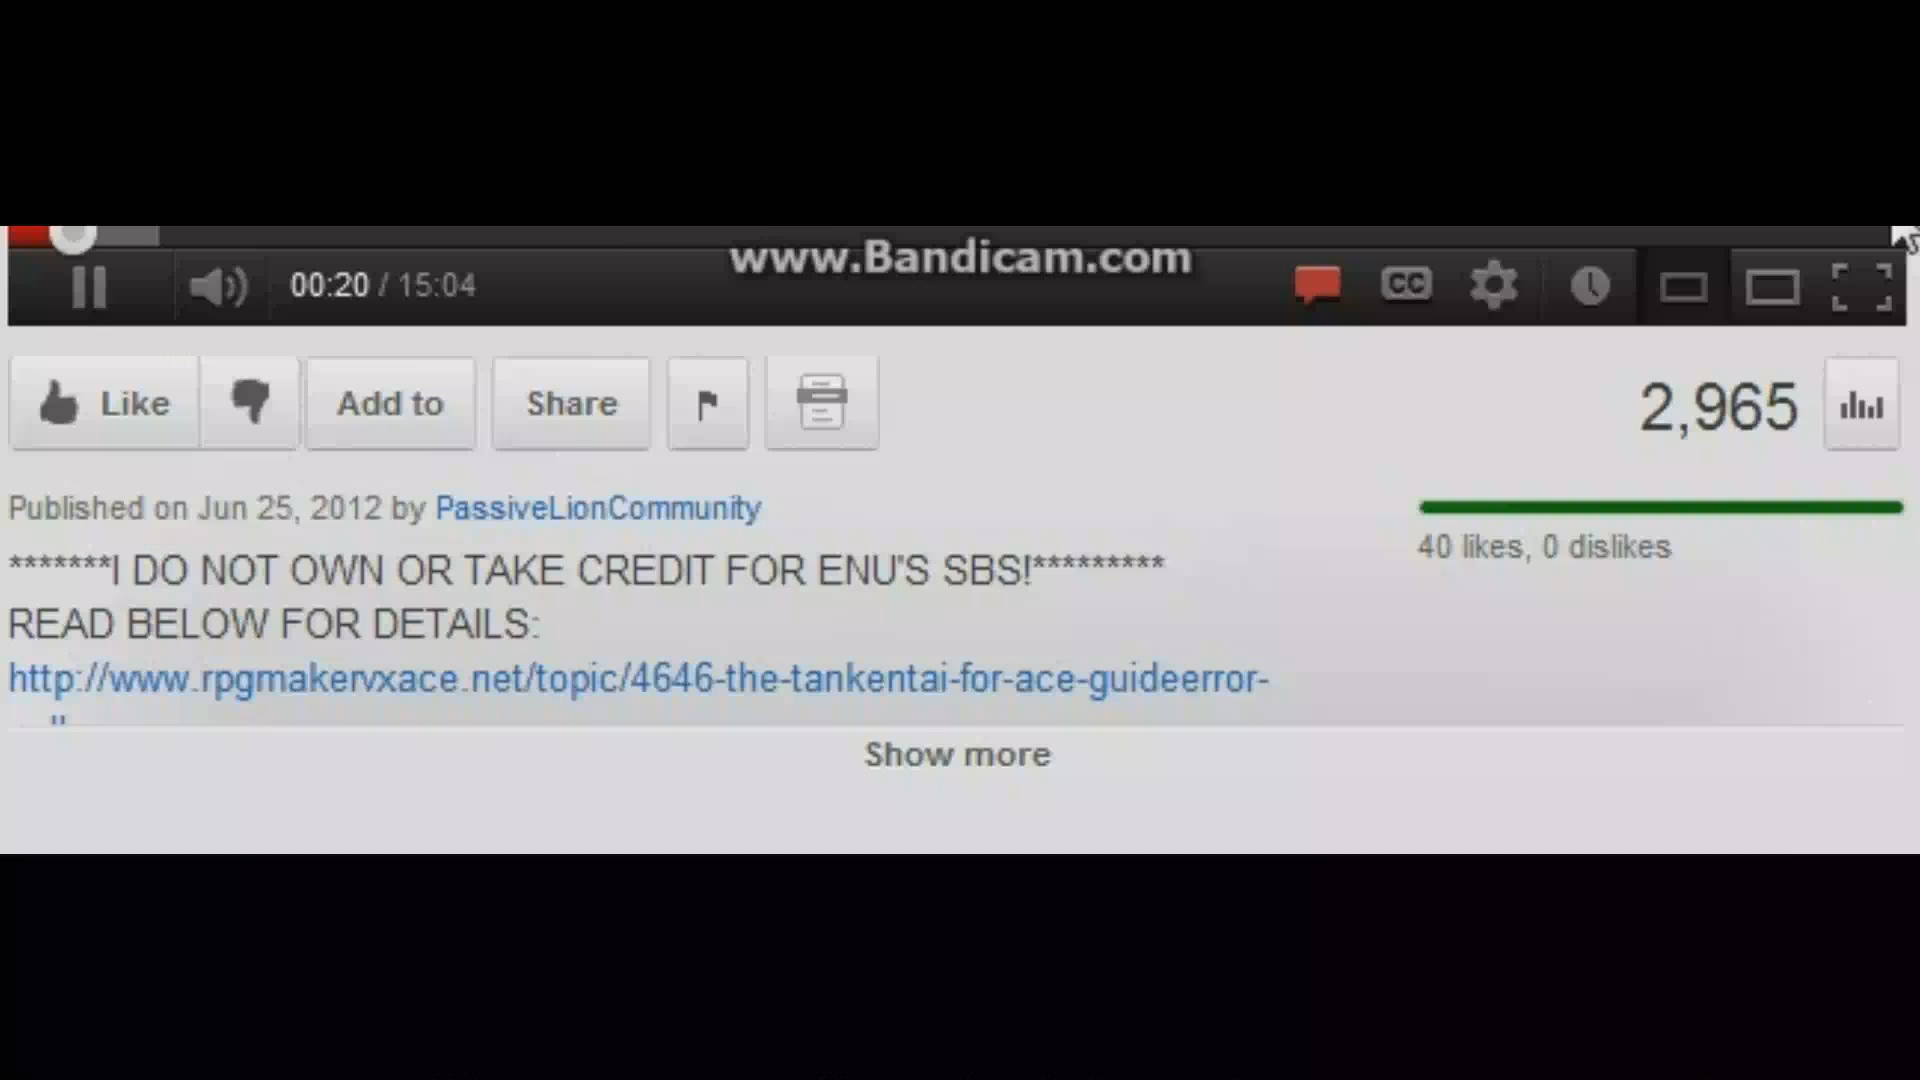 www.Bandicam.com
00:20 / 15:04
CC
Like
Add to
Share
2,965
Published on Jun 25, 2012 by PassiveLionCommunity
40 likes, 0 dislikes
*******I DO NOT OWN OR TAKE CREDIT FOR ENU'S SBS!*********
READ BELOW FOR DETAILS:
http://www.rpgmakervxace.net/topic/4646-the-tankentai-for-ace-guideerror-
Show more